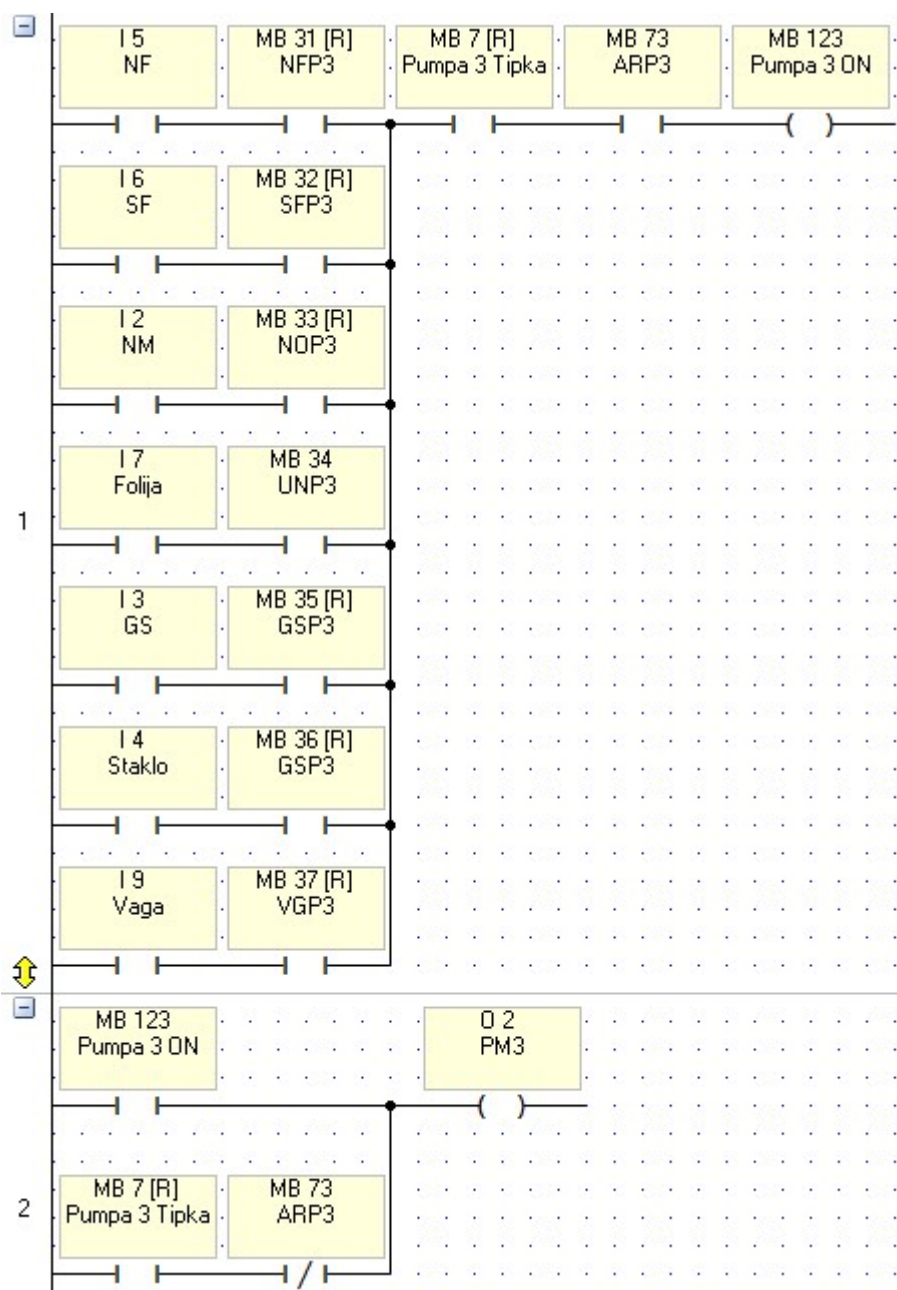 I 5
NF
MB 31 [R]
NFP3
MB 7 [R]
Pumpa 3 Tipka
MB 73
ARP3
MB 123
Pumpa 3 ON
I 6
SF
MB 32 [R]
SFP3
I 2
NM
MB 33 [R]
NOP3
I 7
Folija
MB 34
UNP3
1
I 3
GS
MB 35 [R]
GSP3
I 4
Staklo
MB 36 [R]
GSP3
I 9
Vaga
MB 37 [R]
VGP3
MB 123
Pumpa 3 ON
O 2
PM3
2
MB 7 [R]
Pumpa 3 Tipka
MB 73
ARP3